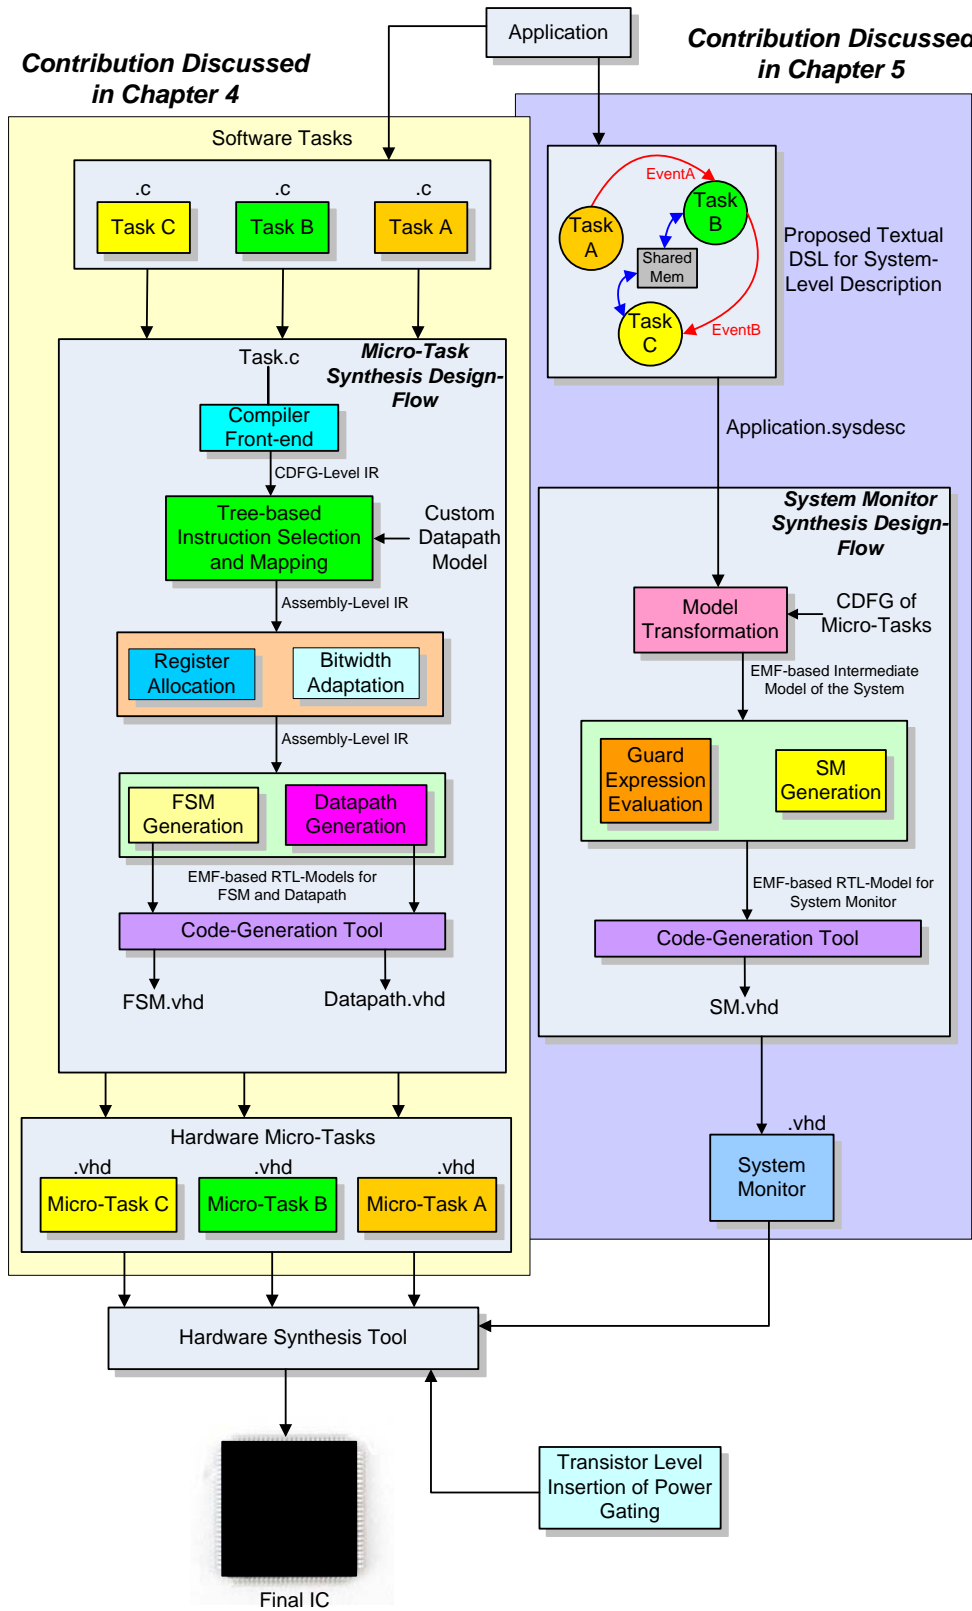 Application
Contribution Discussed
in Chapter 4
Contribution Discussed
in Chapter 5
Software Tasks
.c
.c
.c
Task C
Task B
Task A
EventA
Task
A
Task
B
Shared
Mem
Task
C
EventB
Proposed Textual
DSL for System-
Level Description
Task.c
Micro-Task
Synthesis Design-
Flow
Compiler
Front-end
CDFG-Level IR
Tree-based
Instruction Selection
and Mapping
Custom
Datapath
Model
Assembly-Level IR
Register
Allocation
Bitwidth
Adaptation
Assembly-Level IR
FSM
Generation
Datapath
Generation
EMF-based RTL-Models for
FSM and Datapath
Code-Generation Tool
FSM.vhd
Datapath.vhd
Application.sysdesc
System Monitor
Synthesis Design-
Flow
Model
Transformation
CDFG of
Micro-Tasks
EMF-based Intermediate
Model of the System
Guard
Expression
Evaluation
SM
Generation
EMF-based RTL-Model for
System Monitor
Code-Generation Tool
SM.vhd
Hardware Micro-Tasks
.vhd
.vhd
.vhd
Micro-Task C
Micro-Task B
Micro-Task A
.vhd
System
Monitor
Hardware Synthesis Tool
Transistor Level
Insertion of Power
Gating
Final IC